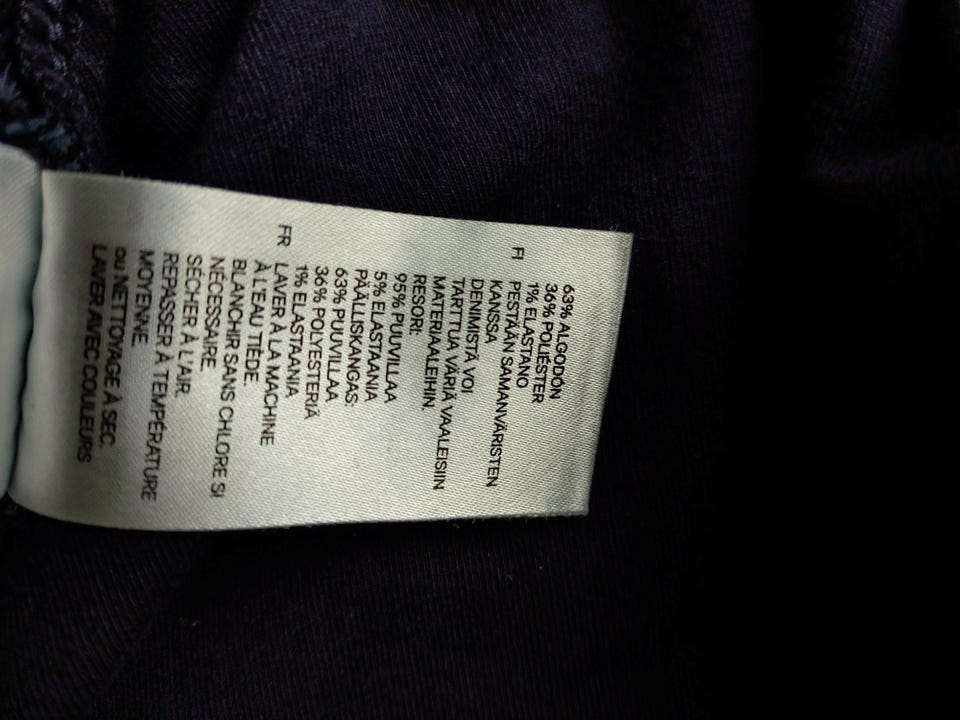 63% ALGODÓN
36% POLIÉSTER
1% ELASTANO
FI PESTÄÄN SAMANVÄRISTEN
KANSSA
DENIMISTÄ VOI
TARTTUA VÄRIÄ VAALEISIIN
MATERIAALEIHIN.
RESORI:
95% PUUVILLAA
5% ELASTAANIA
PÄÄLLISKANGAS:
63% PUUVILLAA
36% POLYESTERIÄ
1% ELASTAANIA
FR LAVER À LA MACHINE
À L'EAU TIÈDE.
BLANCHIR SANS CHLORE SI
NÉCESSAIRE.
SÉCHER À L'AIR.
REPASSER À TEMPÉRATURE
MOYENNE.
ou NETTOYAGE À SEC.
LAVER AVEC COULEURS